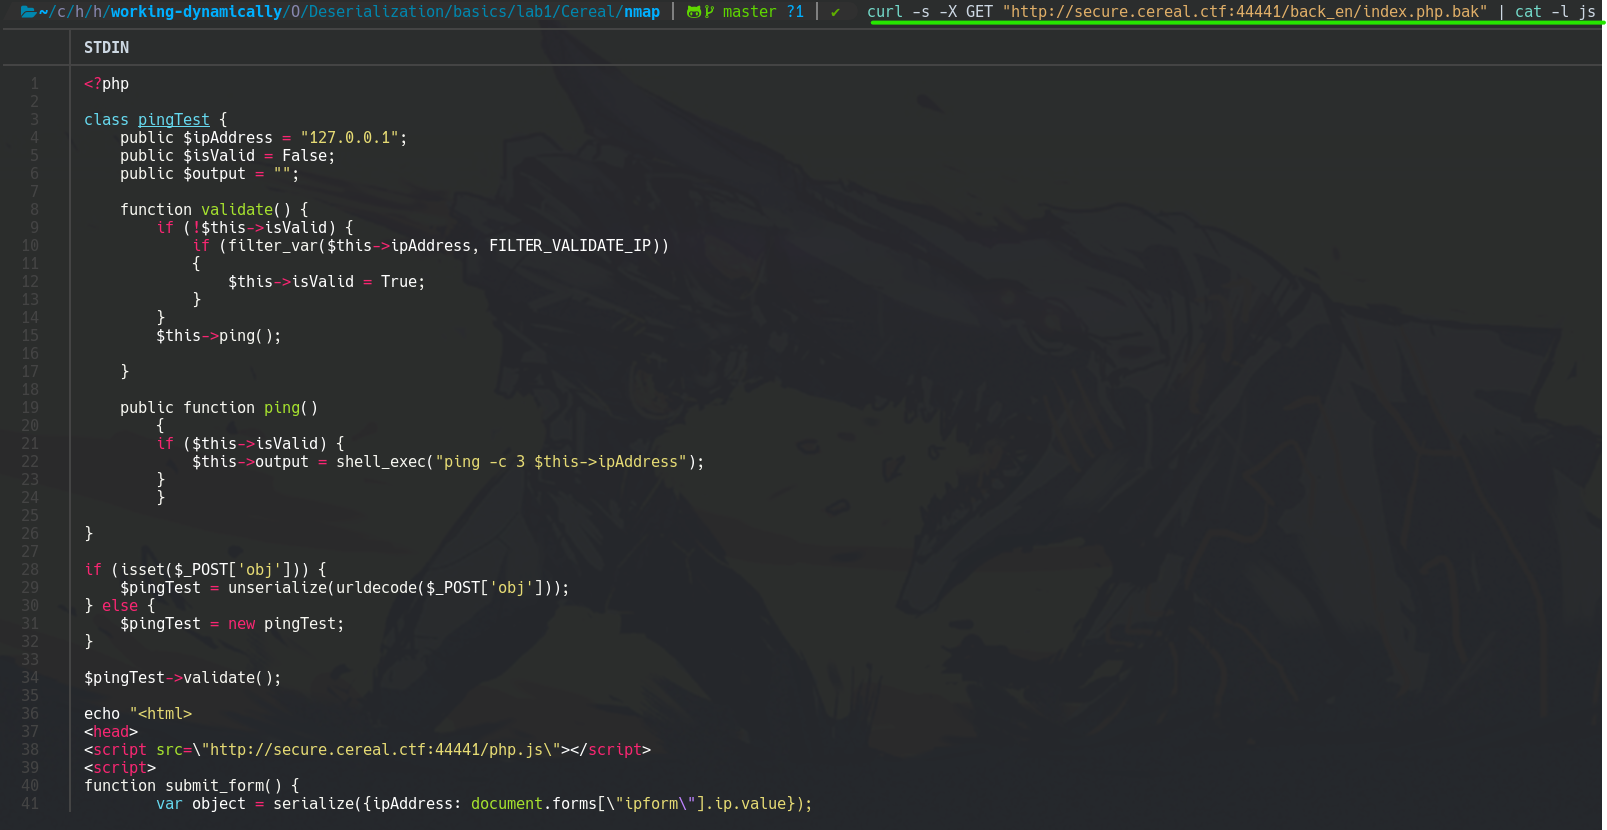 ~/c/h/h/working-dynamically/O/Deserialization/basics/lab1/Cereal/nmap | master ?1 | ✔ curl -s -X GET "http://secure.cereal.ctf:44441/back_en/index.php.bak" | cat -l js
STDIN
1 <?php
2
3 class pingTest {
4     public $ipAddress = "127.0.0.1";
5     public $isValid = False;
6     public $output = "";
7
8     function validate() {
9         if (!$this->isValid) {
10             if (filter_var($this->ipAddress, FILTER_VALIDATE_IP))
11             {
12                 $this->isValid = True;
13             }
14         }
15         $this->ping();
16
17     }
18
19     public function ping()
20         {
21         if ($this->isValid) {
22             $this->output = shell_exec("ping -c 3 $this->ipAddress");
23         }
24         }
25
26 }
27
28 if (isset($_POST['obj'])) {
29     $pingTest = unserialize(urldecode($_POST['obj']));
30 } else {
31     $pingTest = new pingTest;
32 }
33
34 $pingTest->validate();
35
36 echo "<html>
37 <head>
38 <script src=\"http://secure.cereal.ctf:44441/php.js\"></script>
39 <script>
40 function submit_form() {
41         var object = serialize({ipAddress: document.forms[\"ipform\"].ip.value});